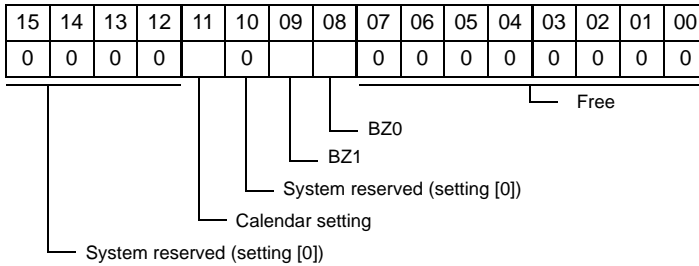 15 14 13 12 11 10 09 08 07 06 05 04 03 02 01 00
0 0 0 0 0 0 0 0 0 0 0 0 0
Free
BZ0
BZ1
System reserved (setting [0])
Calendar setting
System reserved (setting [0])